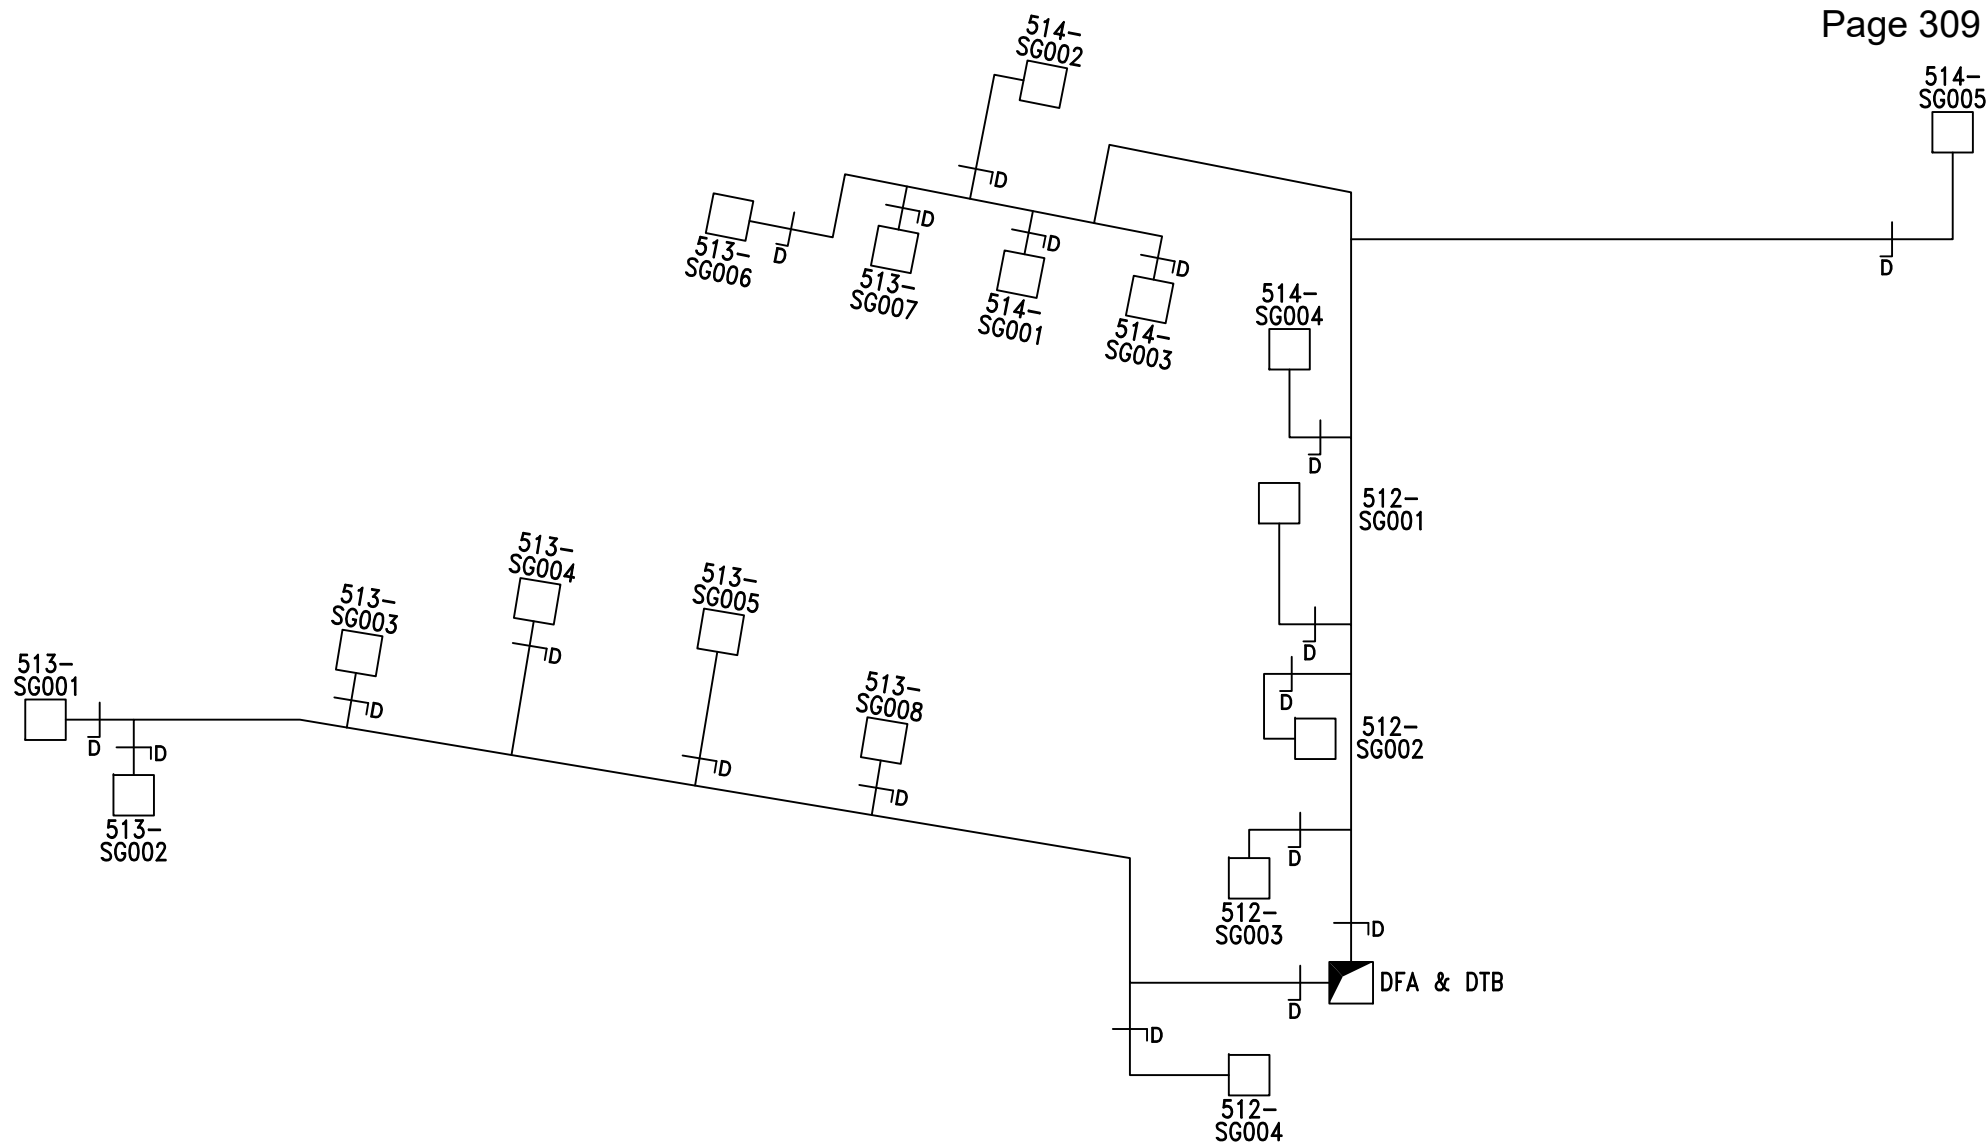 Page 309
514-
SG002
514-
SG005
D
513-
SG006
D
D
513-
SG007
D
514-
SG001
D
514-
SG003
D
514-
SG004
D
512-
SG001
D
D
512-
SG002
513-
SG004
D
513-
SG005
D
513-
SG003
D
513-
SG001
D
D
513-
SG002
513-
SG008
D
D
512-
SG003
D
DFA & DTB
D
D
512-
SG004